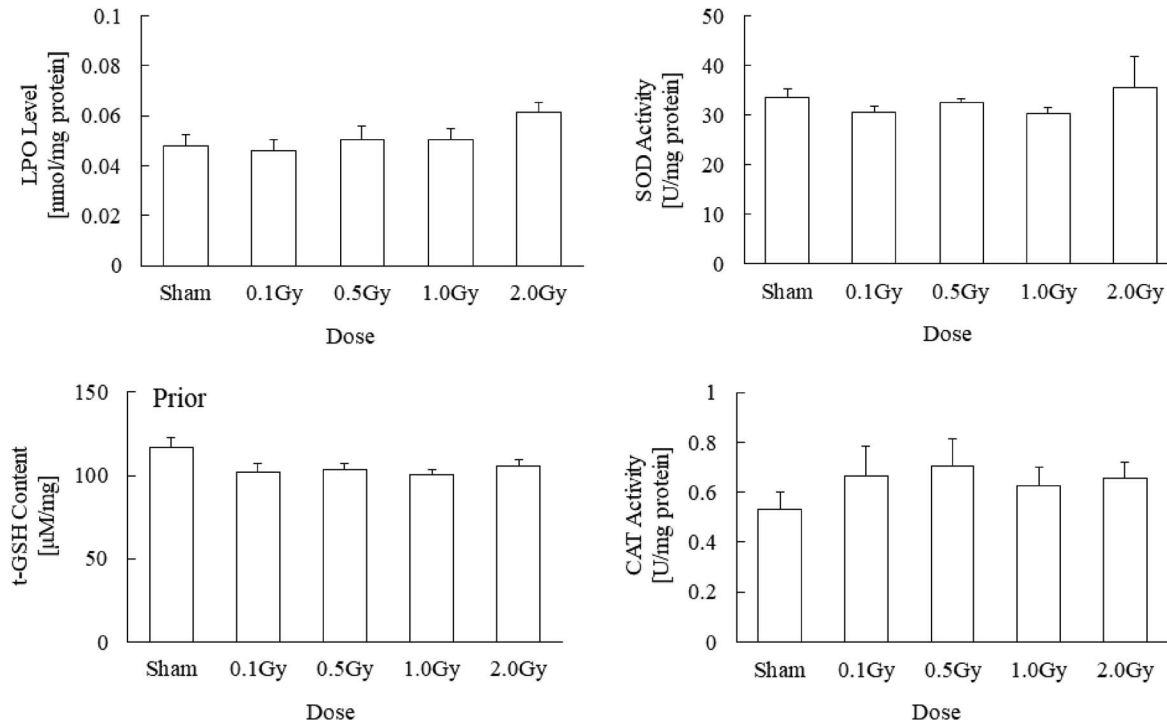 LPO Level
[nmol/mg protein]
0.1
0.08
0.06
0.04
0.02
0
Sham 0.1Gy 0.5Gy 1.0Gy 2.0Gy
Dose
SOD Activity
[U/mg protein]
50
40
30
20
10
0
Sham 0.1Gy 0.5Gy 1.0Gy 2.0Gy
Dose
t-GSH Content
[μM/mg]
150
100
50
0
Prior
Sham 0.1Gy 0.5Gy 1.0Gy 2.0Gy
Dose
CAT Activity
[U/mg protein]
1
0.8
0.6
0.4
0.2
0
Sham 0.1Gy 0.5Gy 1.0Gy 2.0Gy
Dose